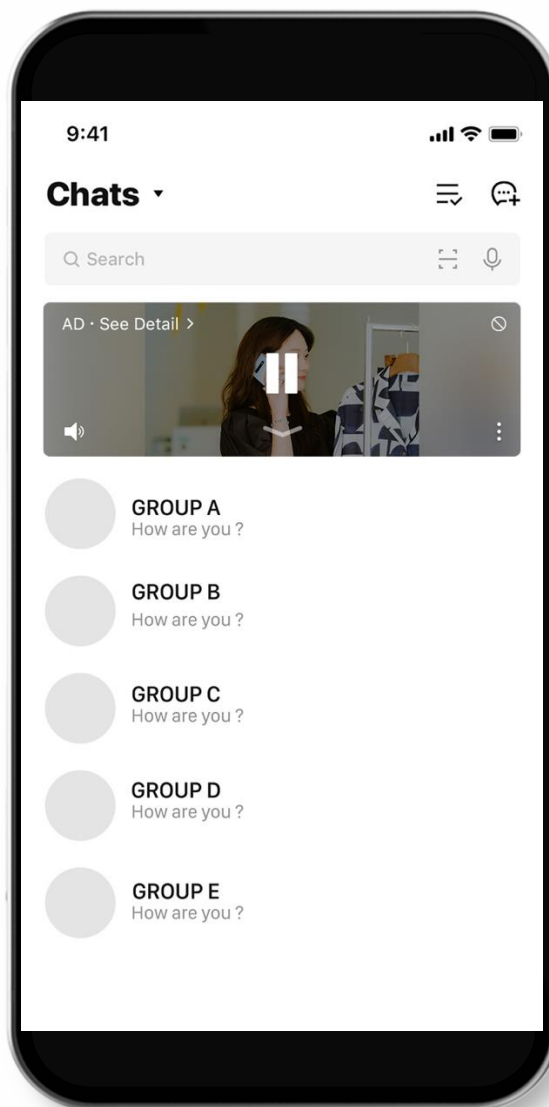 9:41
Chats
Search
AD · See Detail >
GROUP A
How are you ?
GROUP B
How are you ?
GROUP C
How are you ?
GROUP D
How are you ?
GROUP E
How are you ?